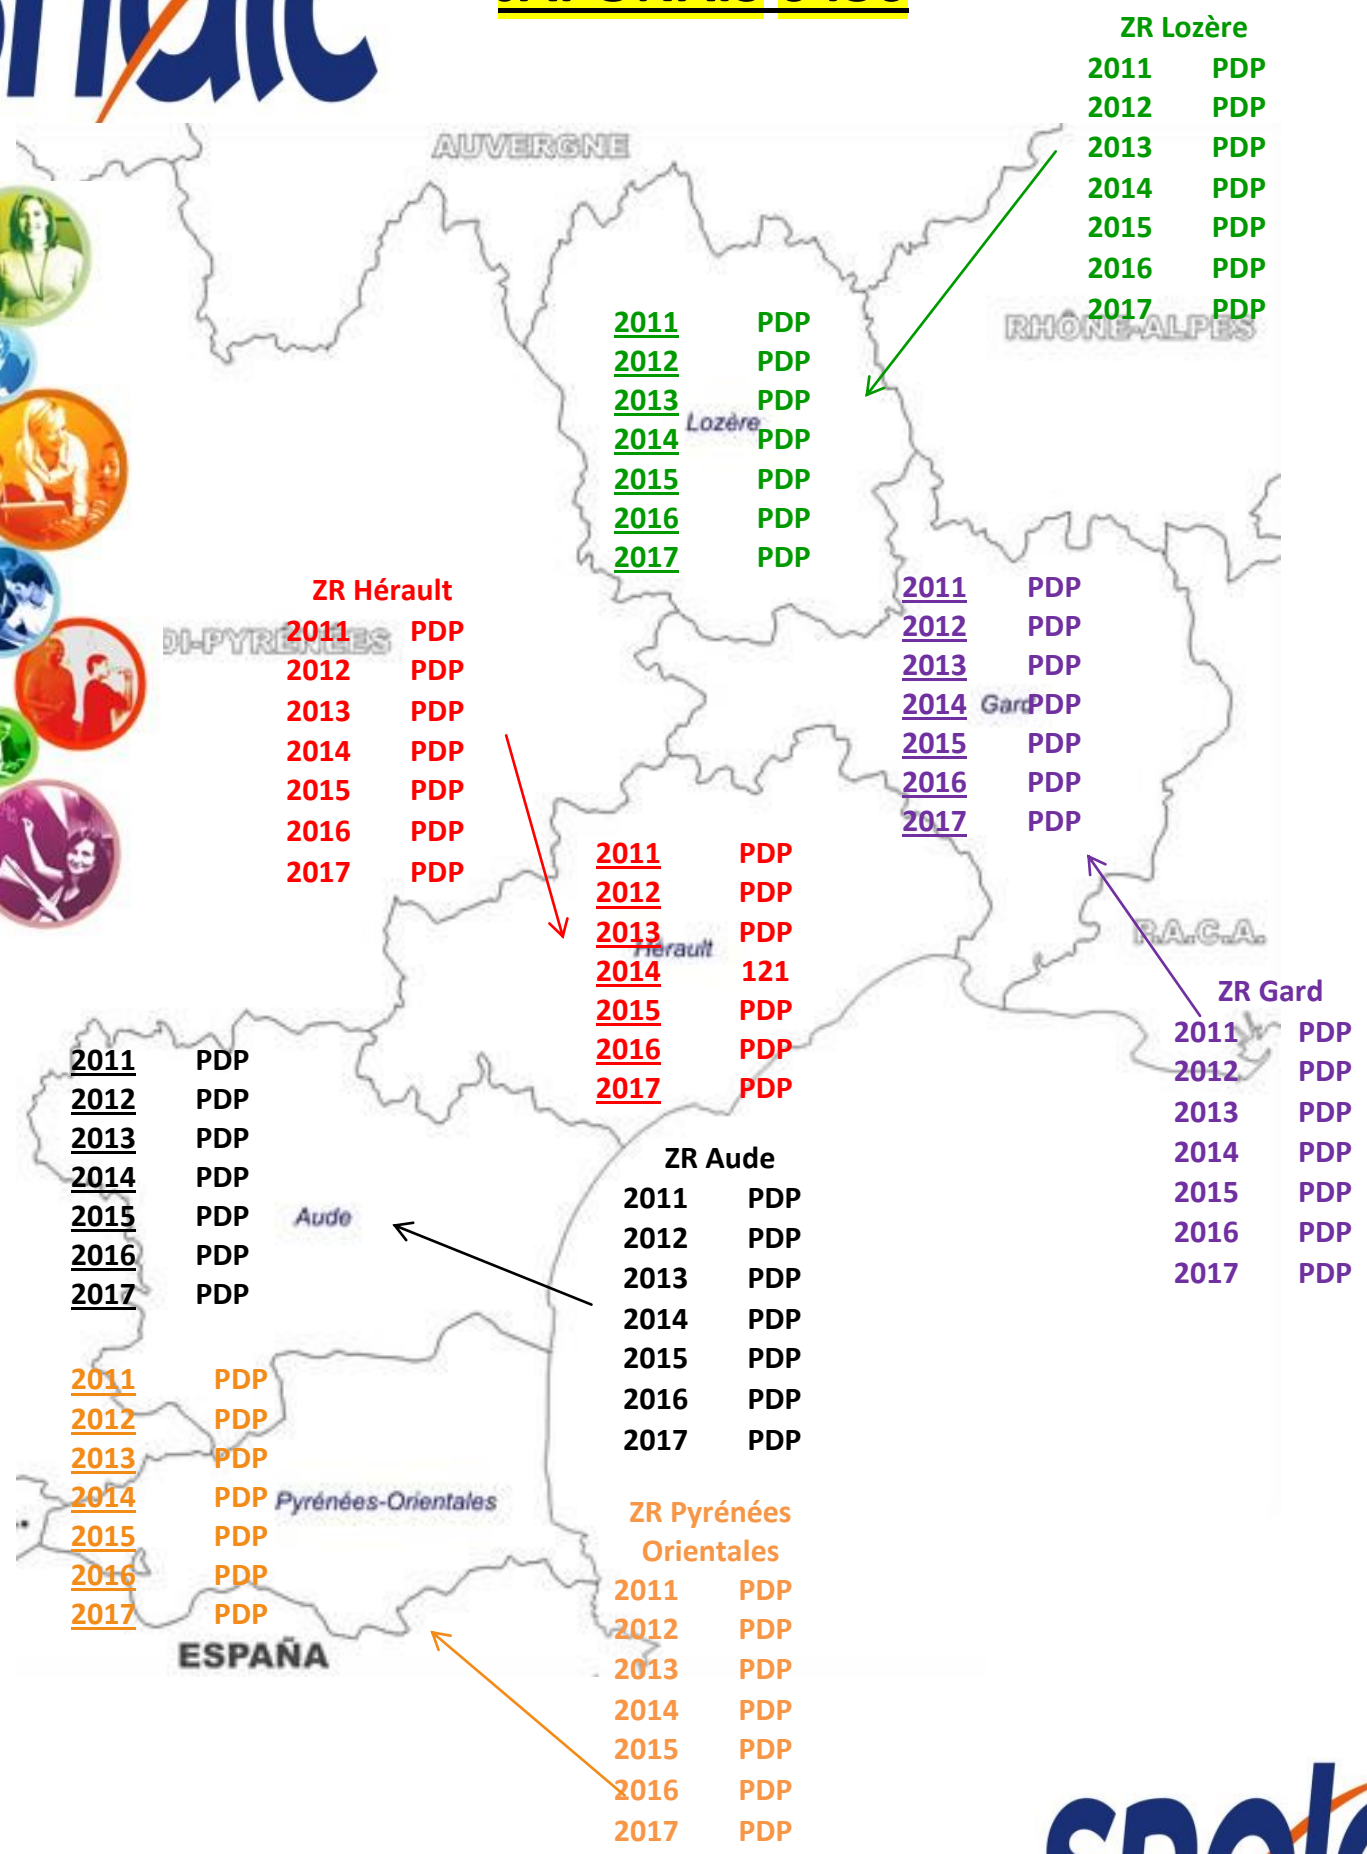 ZR Lozère
2011 PDP
2012 PDP
2013 PDP
2014 PDP
2015 PDP
2016 PDP
2017 PDP
AUVERGNE
RHÔNE-ALPES
2011 PDP
2012 PDP
2013 PDP
Lozère
2014 PDP
2015 PDP
2016 PDP
2017 PDP
ZR Hérault
2011 PDP
2012 PDP
2013 PDP
2014 PDP
2015 PDP
2016 PDP
2017 PDP
DI-PYRÉNÉES
2011 PDP
2012 PDP
2013 PDP
2014 Gard PDP
2015 PDP
2016 PDP
2017 PDP
2011 PDP
2012 PDP
2013 PDP
Hérault
2014 121
2015 PDP
2016 PDP
2017 PDP
P.A.C.A.
ZR Gard
2011 PDP
2012 PDP
2013 PDP
2014 PDP
2015 PDP
2016 PDP
2017 PDP
2011 PDP
2012 PDP
2013 PDP
2014 PDP
2015 PDP Aude
2016 PDP
2017 PDP
ZR Aude
2011 PDP
2012 PDP
2013 PDP
2014 PDP
2015 PDP
2016 PDP
2017 PDP
2011 PDP
2012 PDP
2013 PDP
2014 PDP Pyrénées-Orientales
2015 PDP
2016 PDP
2017 PDP
ESPAÑA
ZR Pyrénées
Orientales
2011 PDP
2012 PDP
2013 PDP
2014 PDP
2015 PDP
2016 PDP
2017 PDP